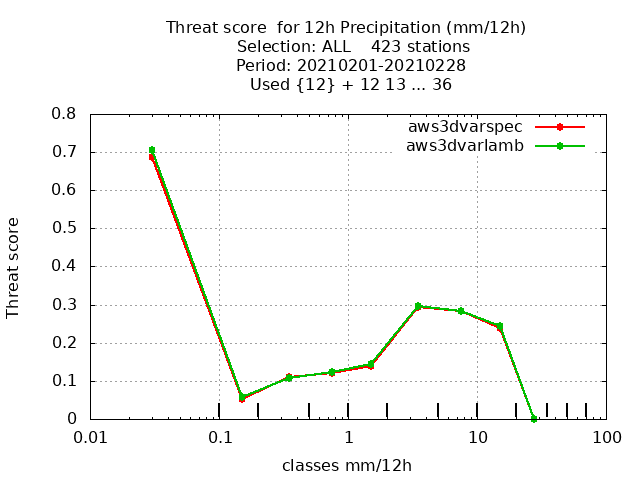 Threat score  for 12h Precipitation (mm/12h)
Selection: ALL    423 stations
Period: 20210201-20210228
Used {12} + 12 13 ... 36
aws3dvarspec
aws3dvarlamb
0.8
0.7
0.6
0.5
0.4
0.3
0.2
0.1
0
Threat score
0.01
0.1
1
10
100
classes mm/12h